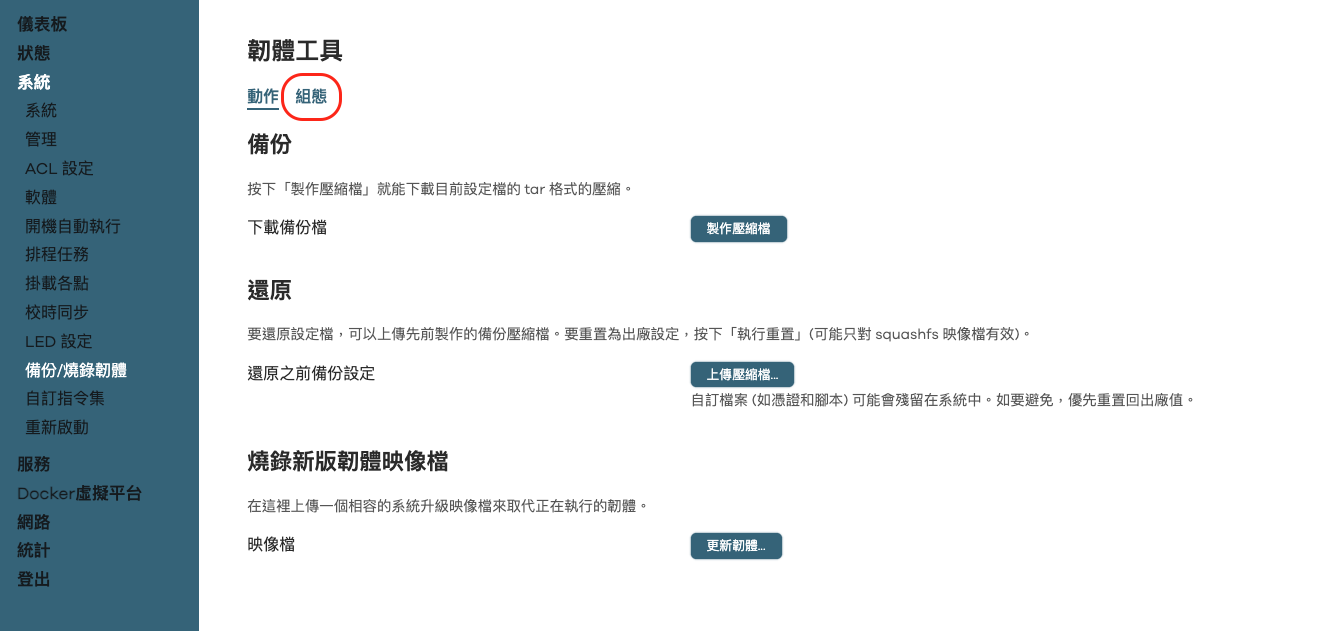 儀表板
狀態
系統
系統
管理
ACL 設定
軟體
開機自動執行
排程任務
掛載各點
校時同步
LED 設定
備份/燒錄韌體
自訂指令集
重新啟動
服務
Docker虛擬平台
網路
統計
登出
韌體工具
動作 組態
備份
按下「製作壓縮檔」就能下載目前設定檔的 tar 格式的壓縮。
下載備份檔 製作壓縮檔
還原
要還原設定檔，可以上傳先前製作的備份壓縮檔。要重置為出廠設定，按下「執行重置」(可能只對 squashfs 映像檔有效)。
還原之前備份設定 上傳壓縮檔...
自訂檔案 (如憑證和腳本) 可能會殘留在系統中。如要避免，優先重置回出廠值。
燒錄新版韌體映像檔
在這裡上傳一個相容的系統升級映像檔來取代正在執行的韌體。
映像檔 更新韌體...